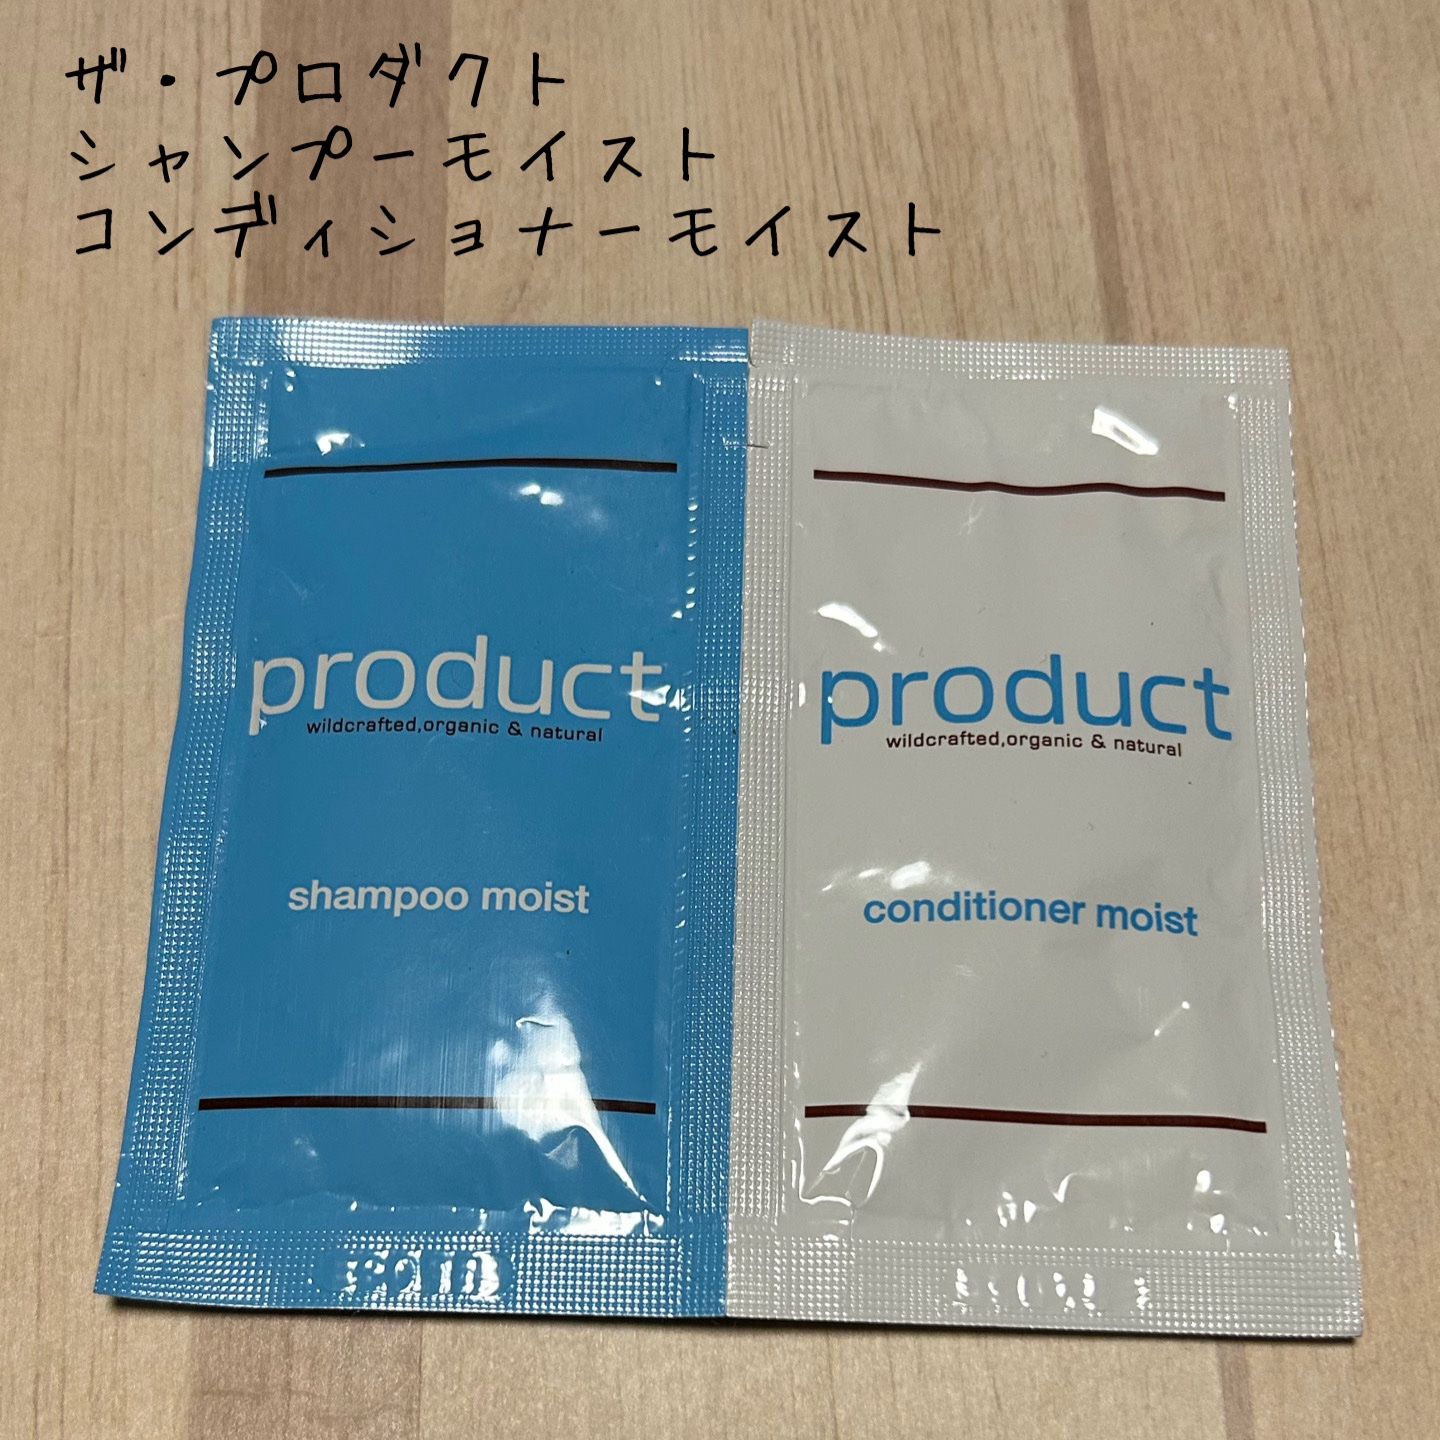 ザ・プロダクト
シャンプーモイスト
コンディショナーモイスト
product
wildcrafted,organic & natural
shampoo moist
product
wildcrafted,organic & natural
conditioner moist